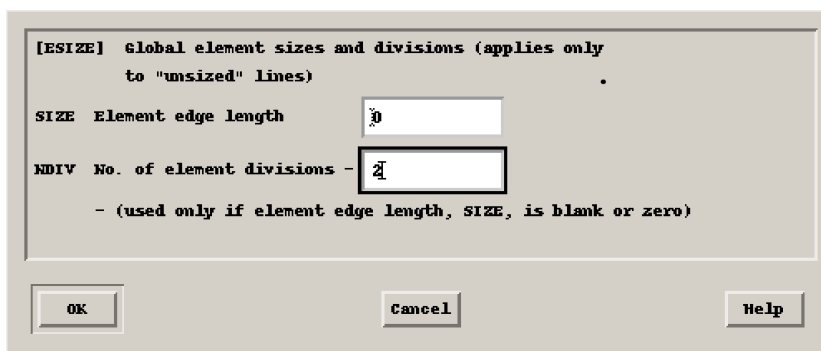 [ESIZE] Global element sizes and divisions (applies only
to "unsized" lines)
SIZE Element edge length 0
NDIV No. of element divisions - 2
- (used only if element edge length, SIZE, is blank or zero)
OK Cancel Help